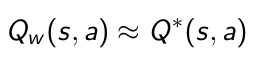 Q_w(s, a) ≈ Q*(s, a)